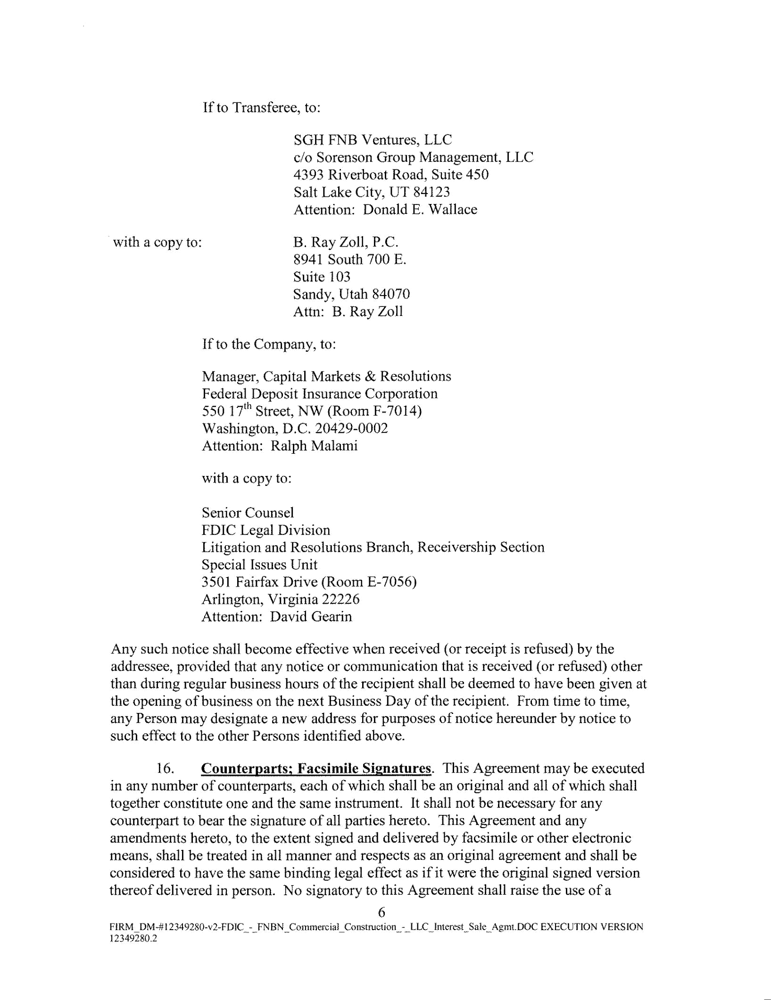 If to Transferee, to:
SGH FNB Ventures, LLC
c/o Sorenson Group Management, LLC
4393 Riverboat Road, Suite 450
Salt Lake City, UT 84123
Attention: Donald E. Wallace
with a copy to: B. Ray Zoll, P.C.
8941 South 700 E.
Suite 103
Sandy, Utah 84070
Attn: B. Ray Zoll
If to the Company, to:
Manager, Capital Markets & Resolutions
Federal Deposit Insurance Corporation
550 17th Street, NW (Room F-7014)
Washington, D.C. 20429-0002
Attention: Ralph Malami
with a copy to:
Senior Counsel
FDIC Legal Division
Litigation and Resolutions Branch, Receivership Section
Special Issues Unit
3501 Fairfax Drive (Room E-7056)
Arlington, Virginia 22226
Attention: David Gearin
Any such notice shall become effective when received (or receipt is refused) by the
addressee, provided that any notice or communication that is received (or refused) other
than during regular business hours of the recipient shall be deemed to have been given at
the opening of business on the next Business Day of the recipient. From time to time,
any Person may designate a new address for purposes of notice hereunder by notice to
such effect to the other Persons identified above.
16. Counterparts; Facsimile Signatures. This Agreement may be executed
in any number of counterparts, each of which shall be an original and all of which shall
together constitute one and the same instrument. It shall not be necessary for any
counterpart to bear the signature of all parties hereto. This Agreement and any
amendments hereto, to the extent signed and delivered by facsimile or other electronic
means, shall be treated in all manner and respects as an original agreement and shall be
considered to have the same binding legal effect as if it were the original signed version
thereof delivered in person. No signatory to this Agreement shall raise the use of a
6
FIRM_DM-#12349280-v2-FDIC_-_FNBN_Commercial_Construction_-_LLC_Interest_Sale_Agmt.DOC EXECUTION VERSION
12349280.2